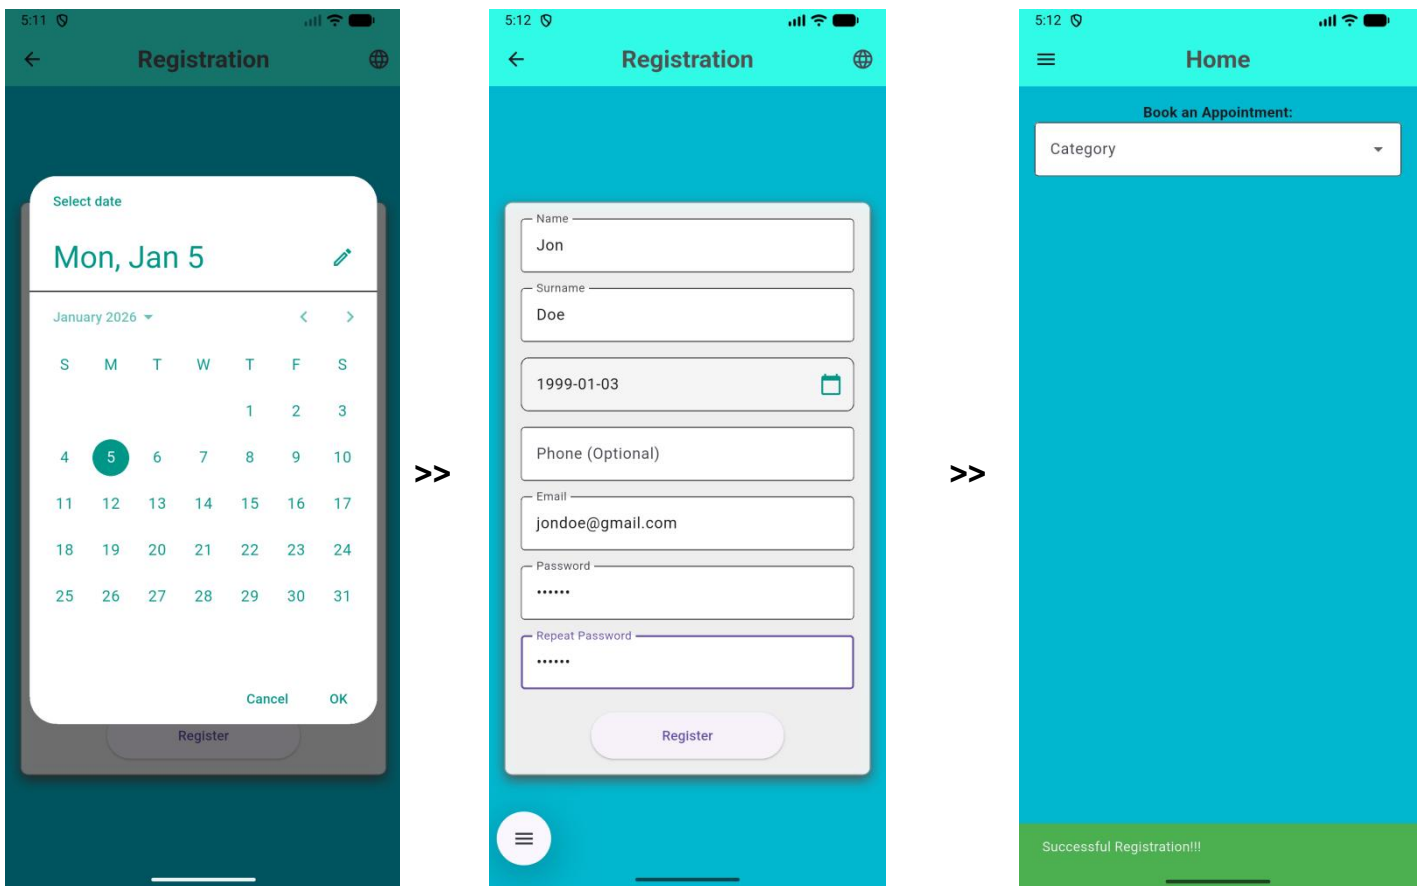 5:11
Registration
Select date
Mon, Jan 5
January 2026
S M T W T F S
1 2 3
4 5 6 7 8 9 10
11 12 13 14 15 16 17
18 19 20 21 22 23 24
25 26 27 28 29 30 31
Cancel OK
Register
>>
5:12
Registration
Name
Jon
Surname
Doe
1999-01-03
Phone (Optional)
Email
jondoe@gmail.com
Password
••••••
Repeat Password
••••••
Register
>>
5:12
Home
Book an Appointment:
Category
Successful Registration!!!